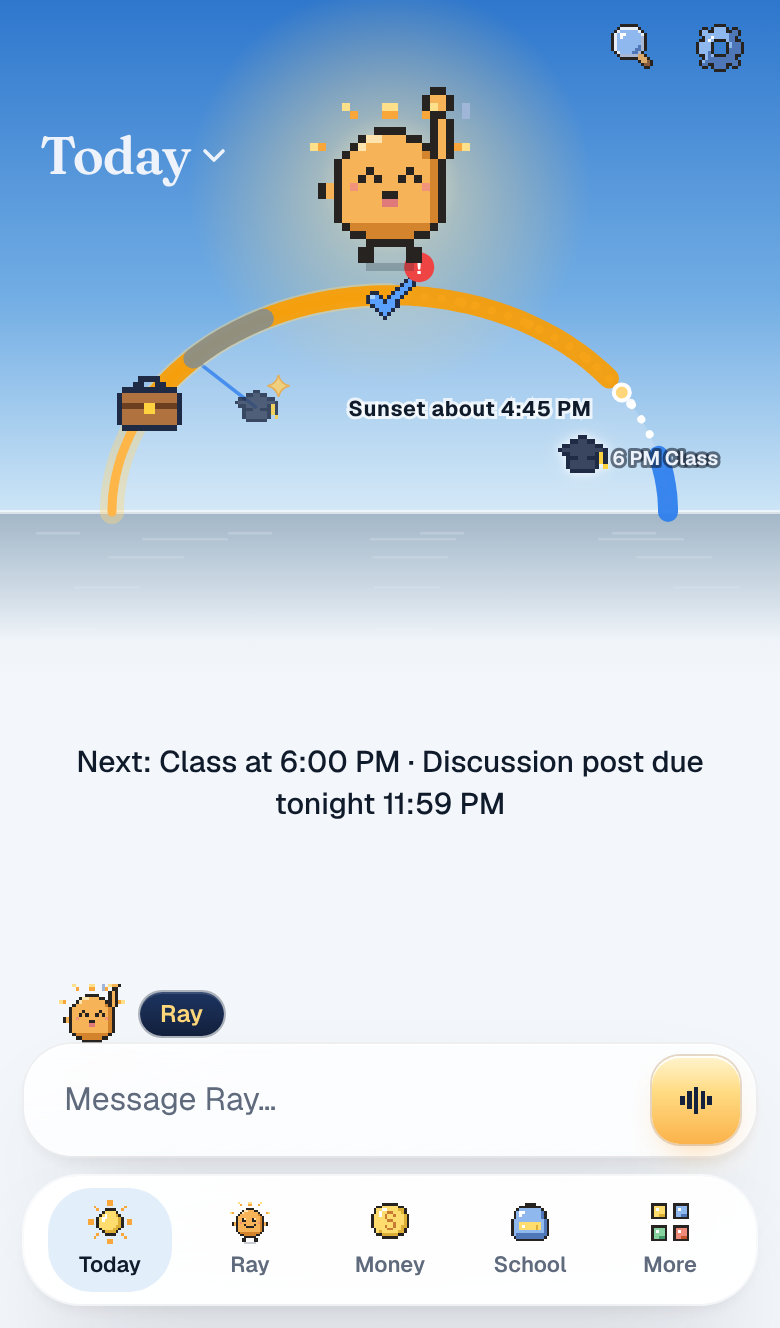 Today
!
Sunset about 4:45 PM
6 PM Class
Next: Class at 6:00 PM · Discussion post due
tonight 11:59 PM
Ray
Message Ray...
Today
Ray
Money
School
More